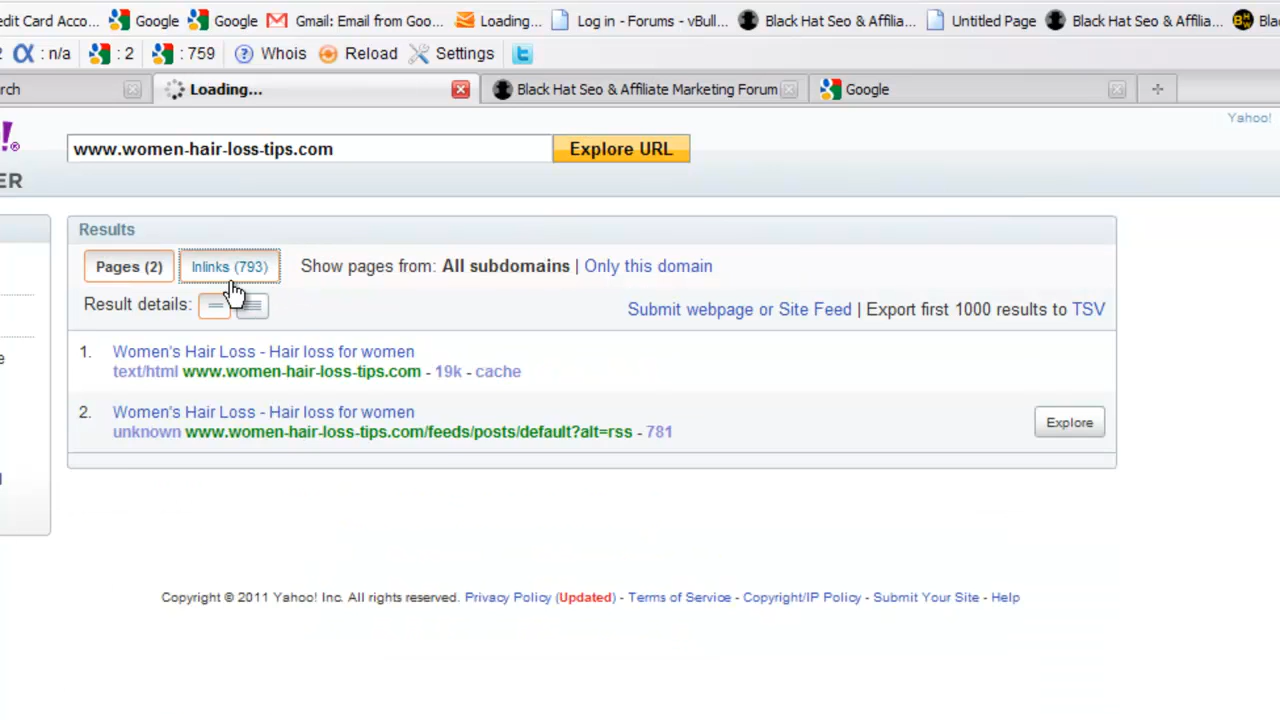 edit Card Acco... Google Google Gmail: Email from Goo... Loading... Log in - Forums - vBull... Black Hat Seo & Affilia... Untitled Page Black Hat Seo & Affilia... Blac
2 : n/a : 2 : 759 Whois Reload Settings
rch Loading... Black Hat Seo & Affiliate Marketing Forum Google
Yahoo!
!® www.women-hair-loss-tips.com Explore URL
ER
Results
Pages (2) Inlinks (793) Show pages from: All subdomains | Only this domain
Result details: Submit webpage or Site Feed | Export first 1000 results to TSV
1. Women's Hair Loss - Hair loss for women
text/html www.women-hair-loss-tips.com - 19k - cache
2. Women's Hair Loss - Hair loss for women
unknown www.women-hair-loss-tips.com/feeds/posts/default?alt=rss - 781
Explore
Copyright © 2011 Yahoo! Inc. All rights reserved. Privacy Policy (Updated) - Terms of Service - Copyright/IP Policy - Submit Your Site - Help